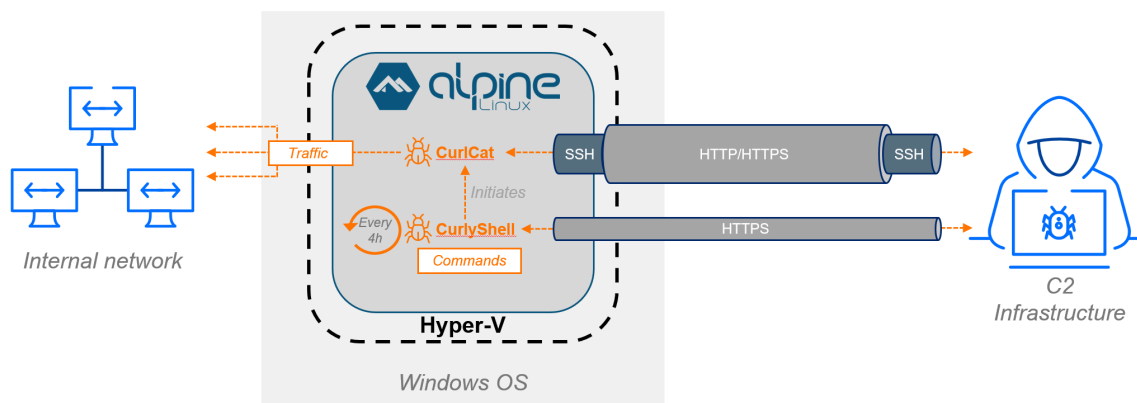 alpine
Linux
Traffic
CurlCat
SSH
HTTP/HTTPS
SSH
Initiates
Every
4h
CurlyShell
HTTPS
Commands
Internal network
C2
Infrastructure
Hyper-V
Windows OS